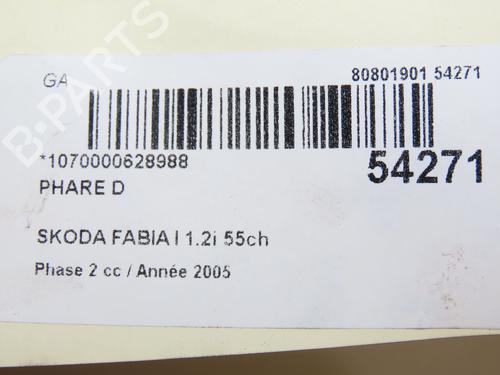 GA
80801901 54271
*1070000628988
54271
PHARE D
SKODA FABIA I 1.2i 55ch
Phase 2 cc / Année 2005
B-PARTS